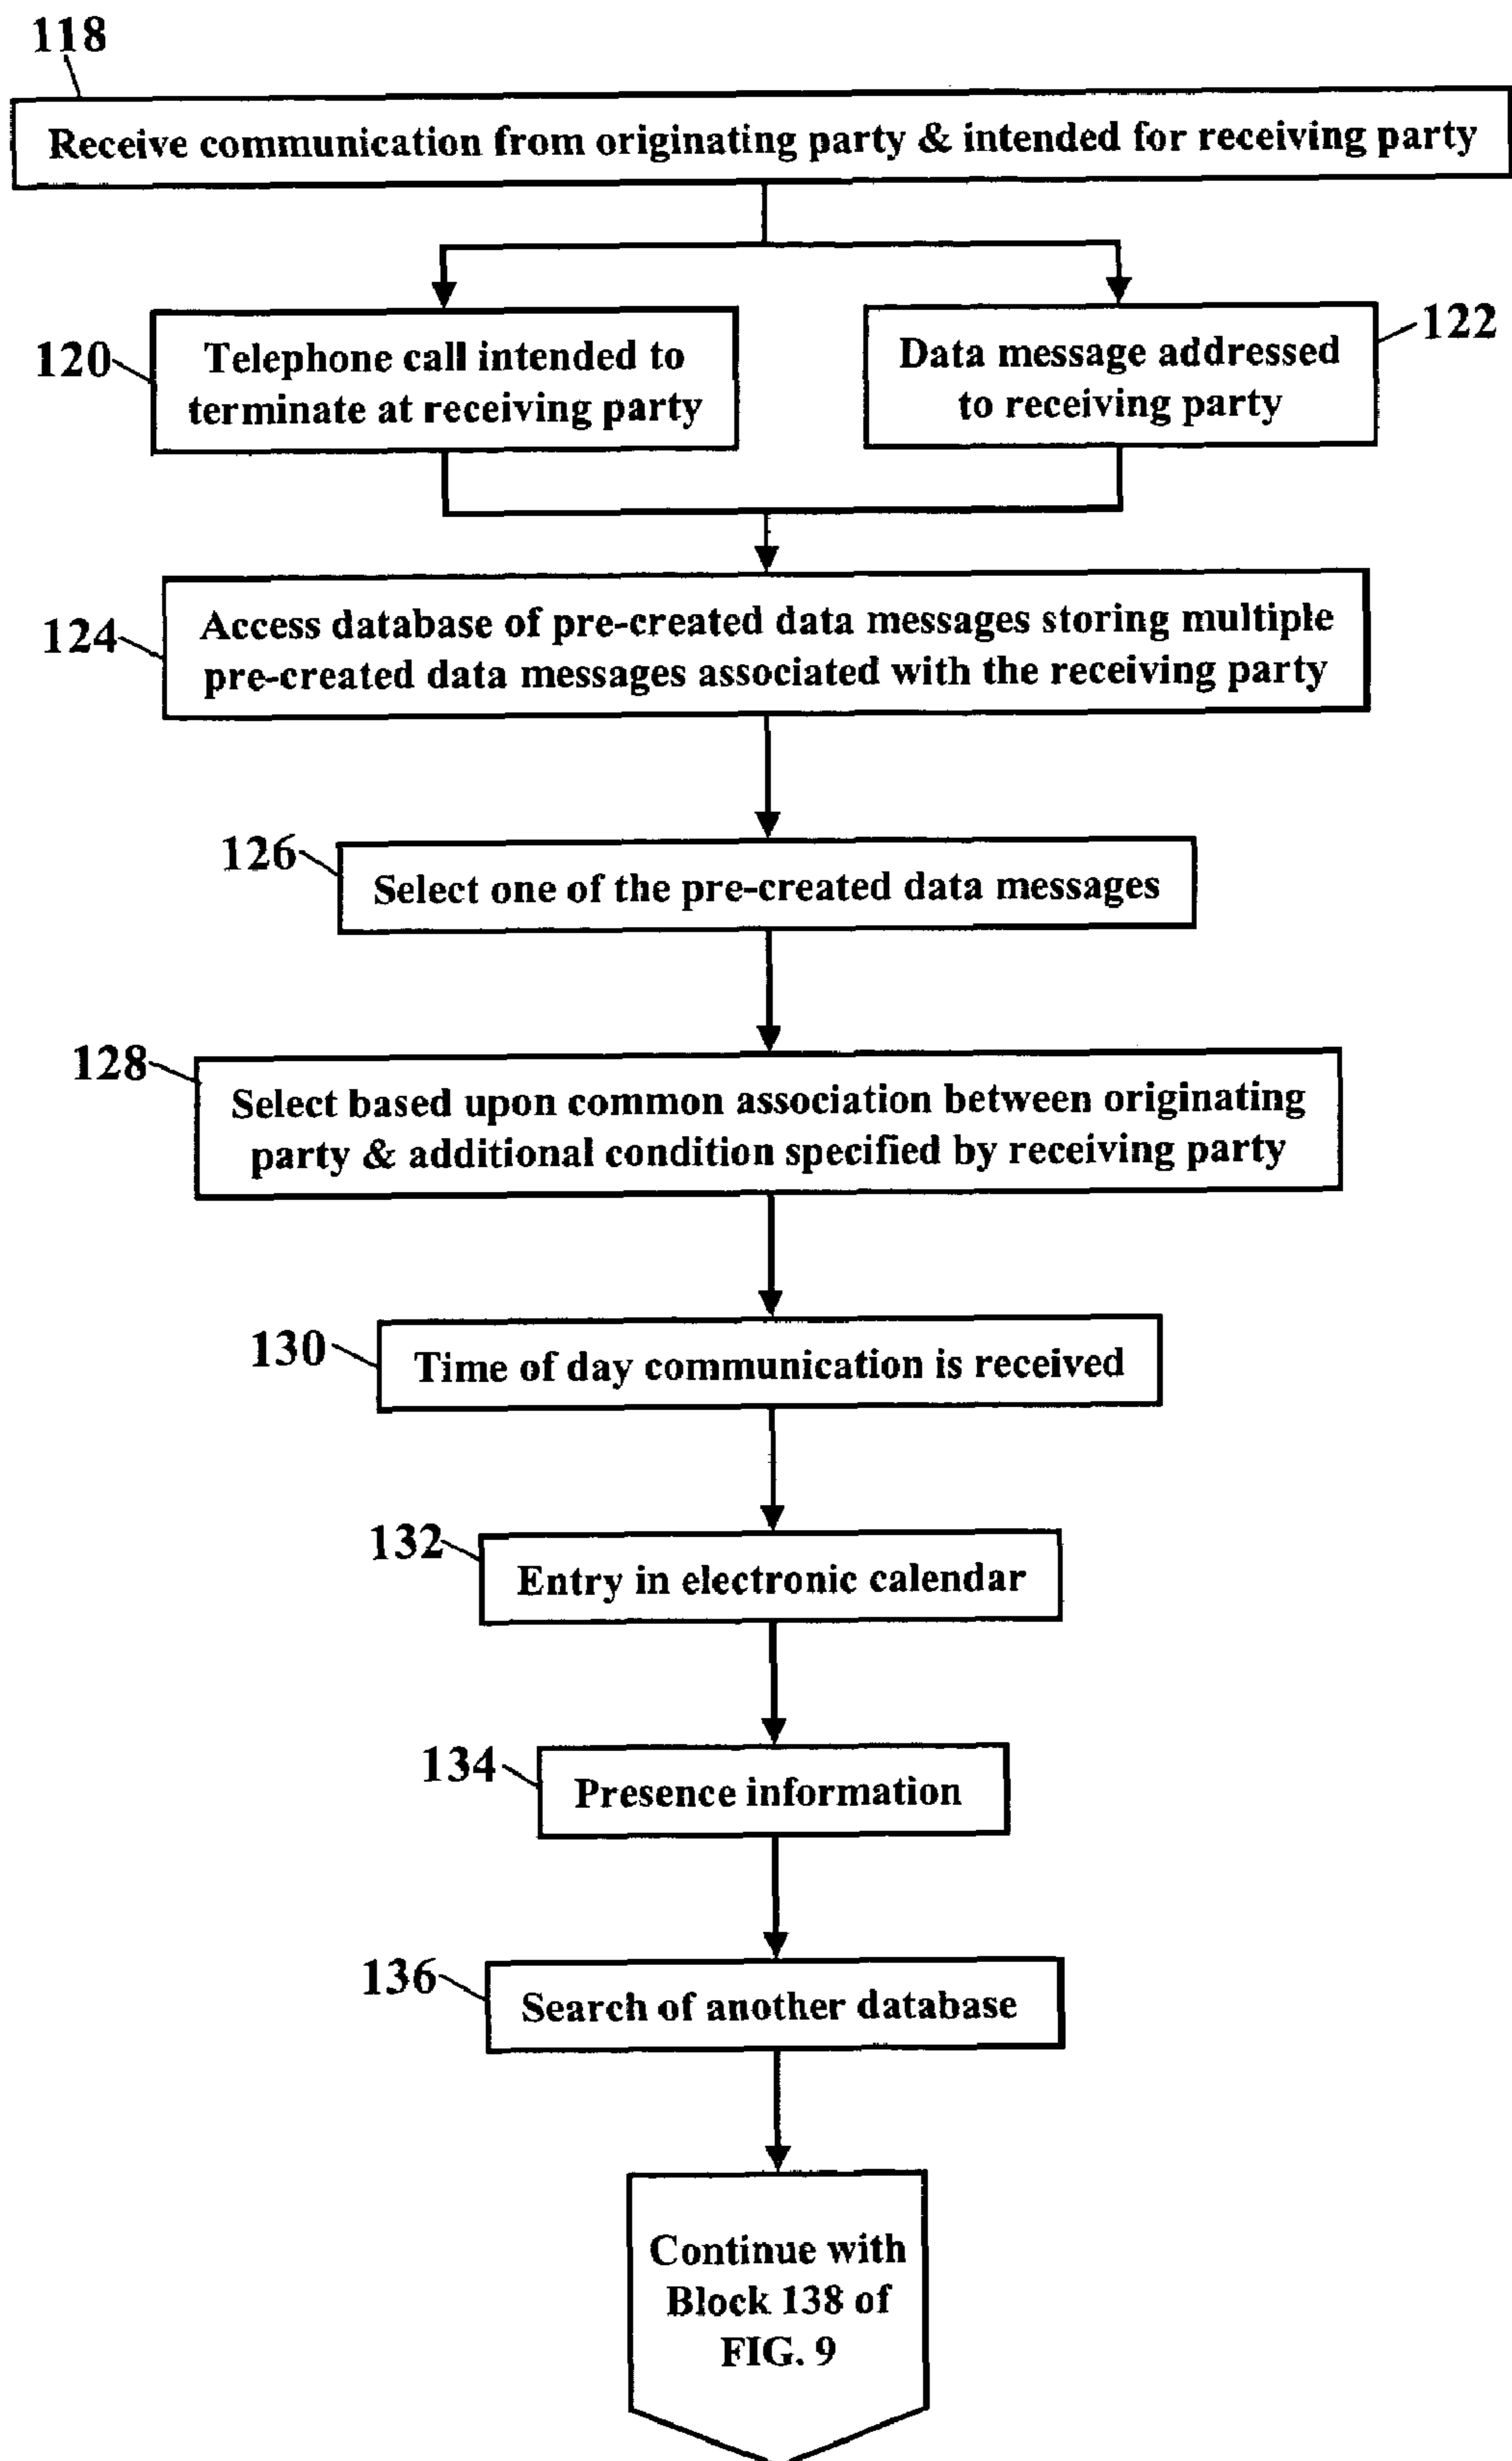 118
Receive communication from originating party & intended for receiving party
120
Telephone call intended to
terminate at receiving party
Data message addressed
to receiving party
122
124
Access database of pre-created data messages storing multiple
pre-created data messages associated with the receiving party
126
Select one of the pre-created data messages
128
Select based upon common association between originating
party & additional condition specified by receiving party
130
Time of day communication is received
132
Entry in electronic calendar
134
Presence information
136
Search of another database
Continue with
Block 138 of
FIG. 9